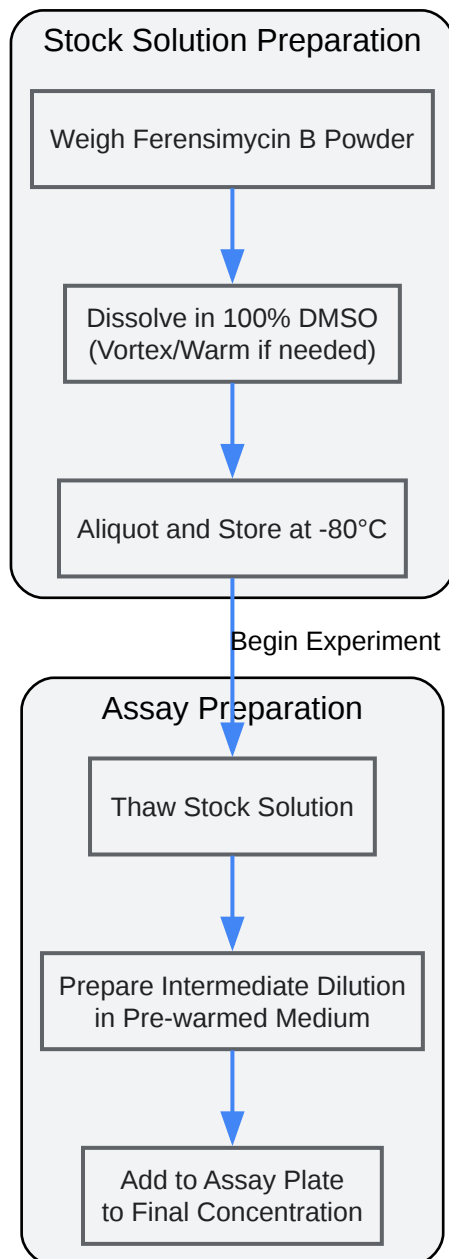 Stock Solution Preparation
Weigh Ferensimycin B Powder
Dissolve in 100% DMSO
(Vortex/Warm if needed)
Aliquot and Store at -80°C
Begin Experiment
Assay Preparation
Thaw Stock Solution
Prepare Intermediate Dilution
in Pre-warmed Medium
Add to Assay Plate
to Final Concentration